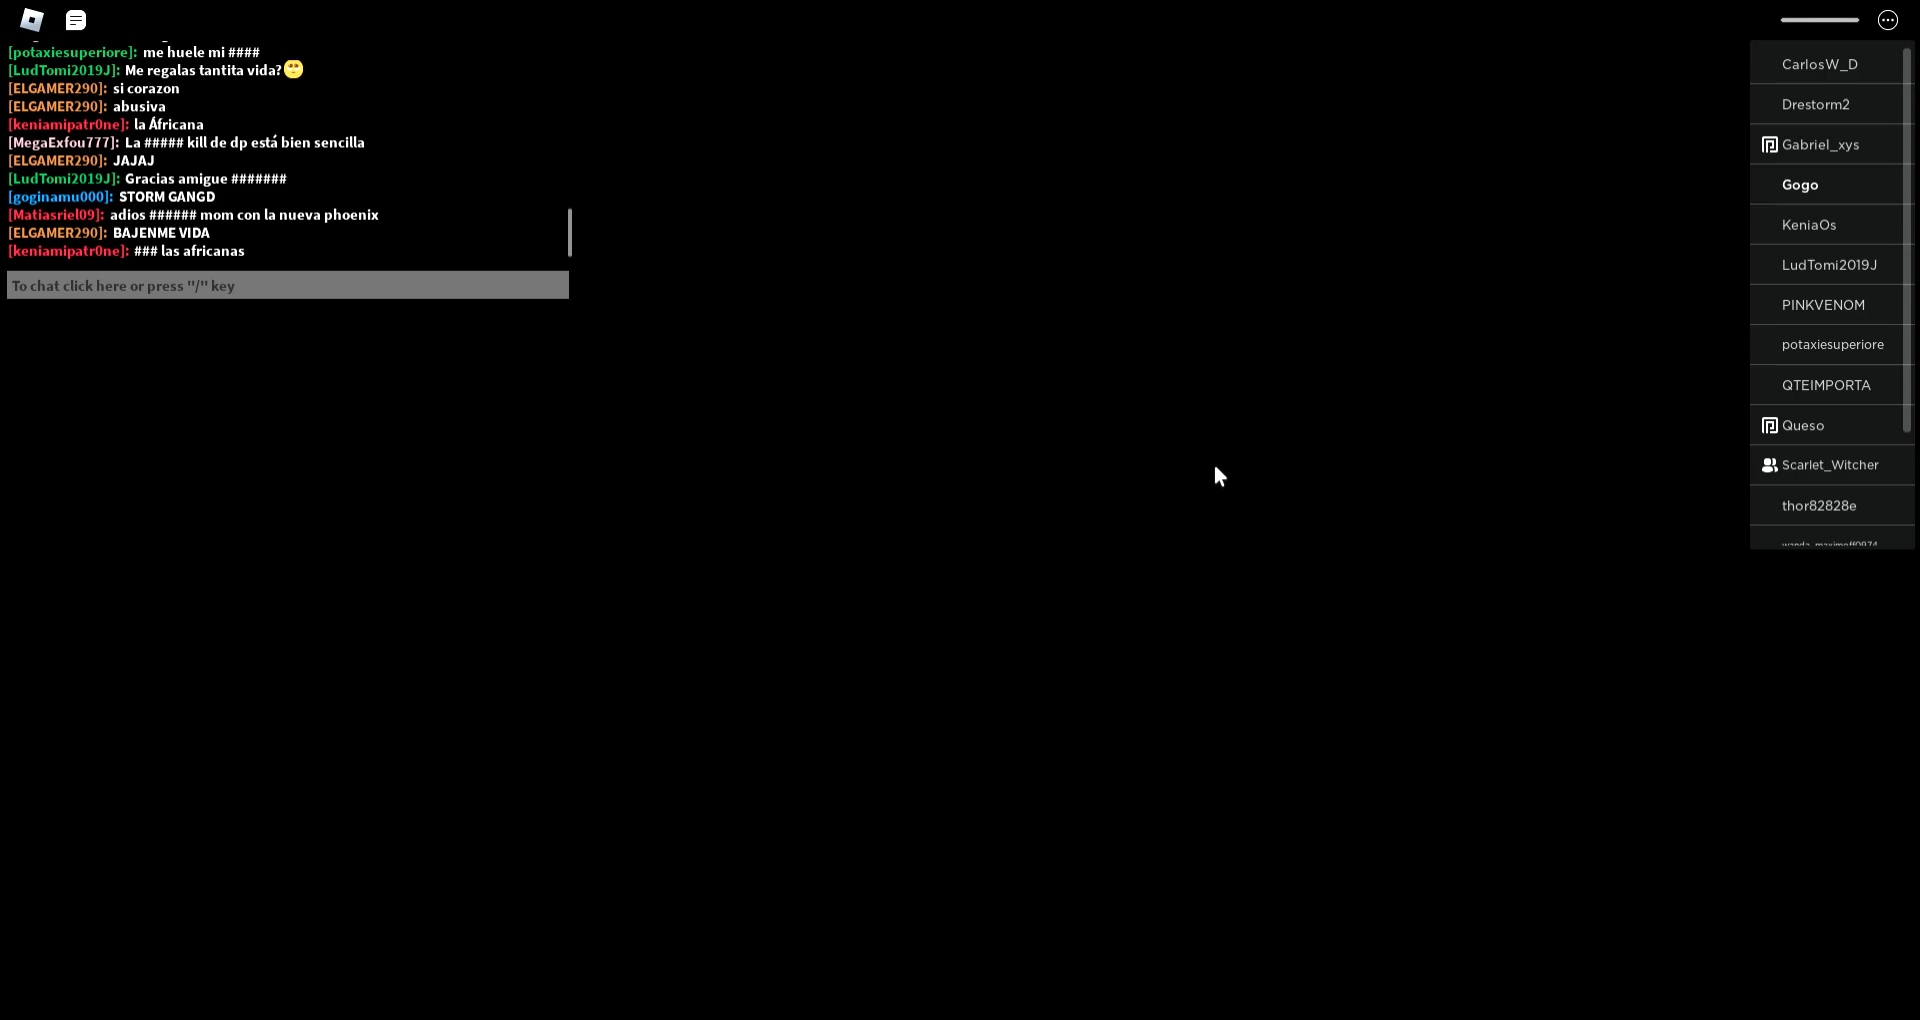 [potaxiesuperiore]: me huele mi ####
[LudTomi2019J]: Me regalas tantita vida?
[ELGAMER290]: si corazon
[ELGAMER290]: abusiva
[keniamipatr0ne]: la Áfricana
[MegaExfou777]: La ##### kill de dp está bien sencilla
[ELGAMER290]: JAJAJ
[LudTomi2019J]: Gracias amigue #######
[goginamu000]: STORM GANGD
[Matiasriel09]: adios ###### mom con la nueva phoenix
[ELGAMER290]: BAJENME VIDA
[keniamipatr0ne]: ### las africanas
To chat click here or press "/" key
CarlosW_D
Drestorm2
Gabriel_xys
Gogo
KeniaOs
LudTomi2019J
PINKVENOM
potaxiesuperiore
QTEIMPORTA
Queso
Scarlet_Witcher
thor82828e